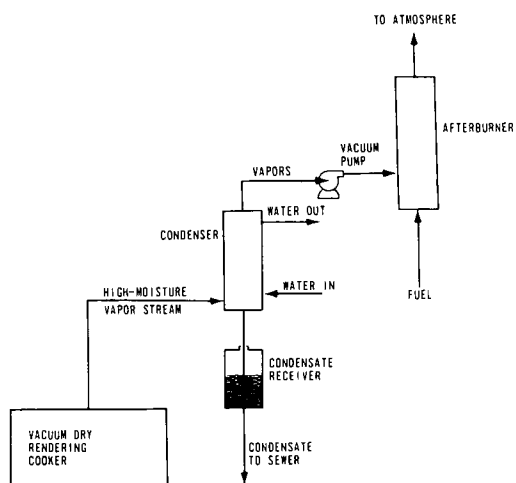 TO ATMOSPHERE
AFTERBURNER
VACUUM
PUMP
VAPORS
WATER OUT
CONDENSER
HIGH-MOISTURE
VAPOR STREAM
WATER IN
FUEL
CONDENSATE
RECEIVER
VACUUM DRY
RENDERING
COOKER
CONDENSATE
TO SEWER